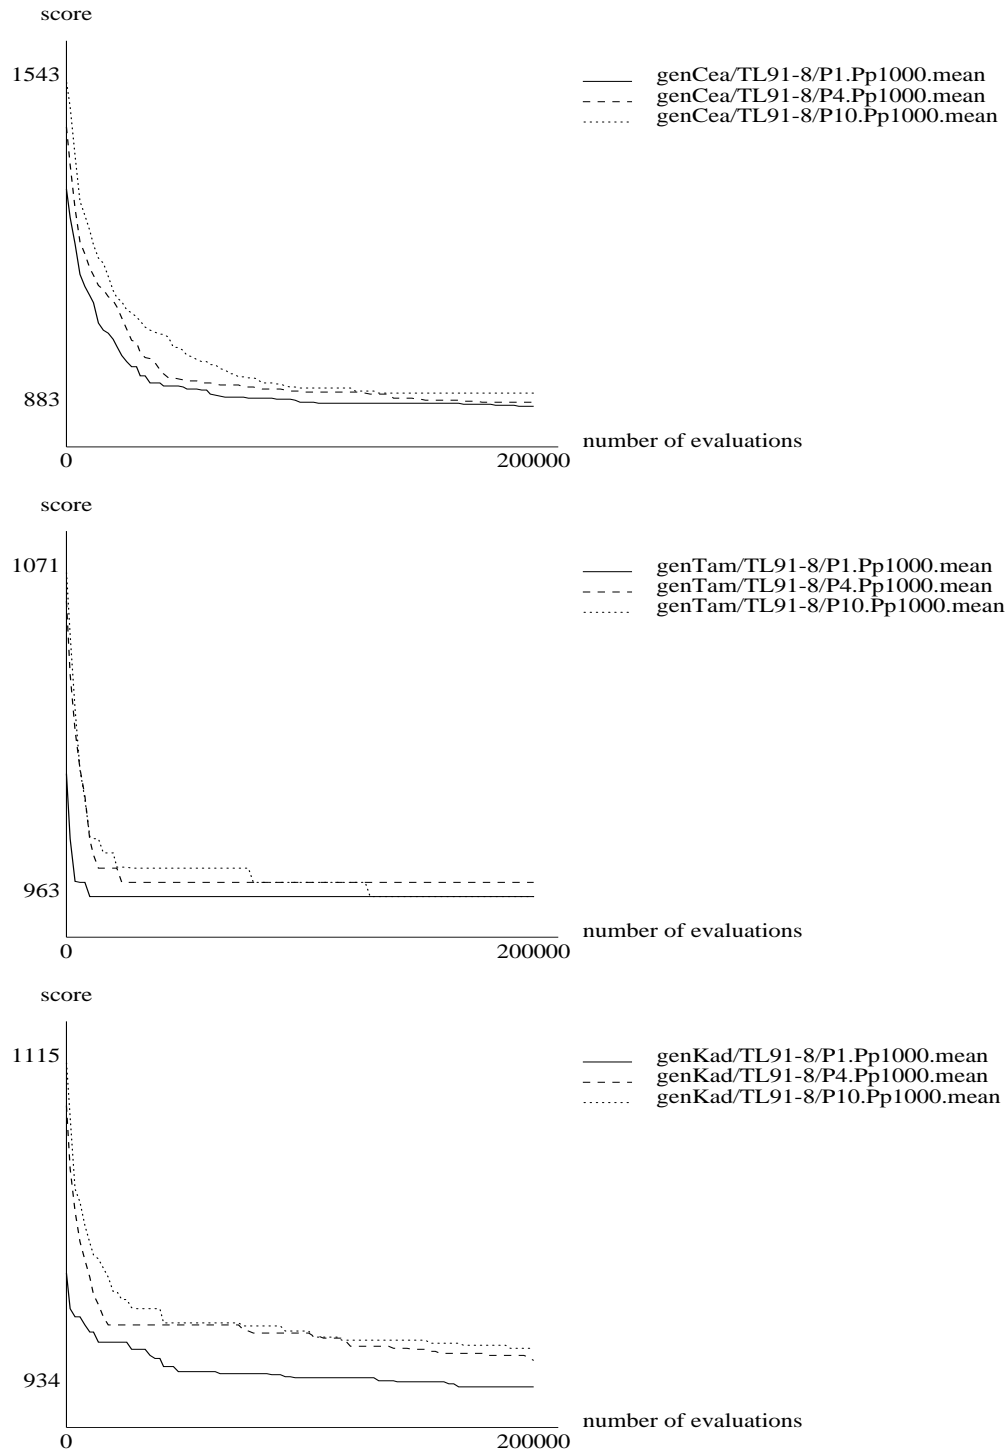 score
1543
genCea/TL91-8/P1.Pp1000.mean
genCea/TL91-8/P4.Pp1000.mean
genCea/TL91-8/P10.Pp1000.mean
883
number of evaluations
0 200000
score
1071
genTam/TL91-8/P1.Pp1000.mean
genTam/TL91-8/P4.Pp1000.mean
genTam/TL91-8/P10.Pp1000.mean
963
number of evaluations
0 200000
score
1115
genKad/TL91-8/P1.Pp1000.mean
genKad/TL91-8/P4.Pp1000.mean
genKad/TL91-8/P10.Pp1000.mean
934
number of evaluations
0 200000